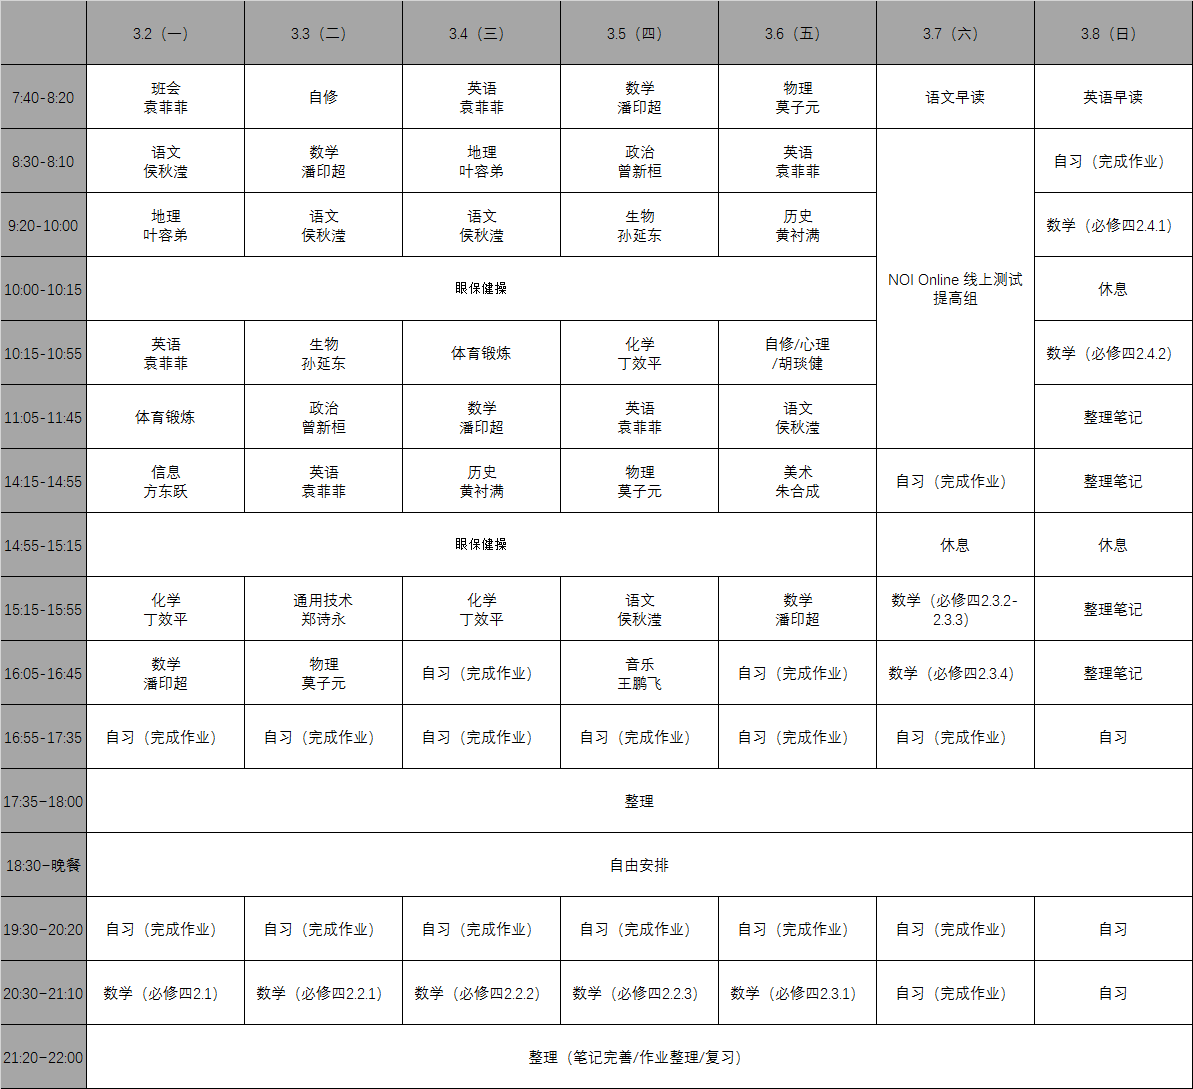 3.2（一） 3.3（二） 3.4（三） 3.5（四） 3.6（五） 3.7（六） 3.8（日）
7:40-8:20 班会 自修 英语 数学 物理 语文早读 英语早读
袁菲菲 袁菲菲 潘印超 莫子元
8:30-8:10 语文 数学 地理 政治 英语 自习（完成作业）
侯秋滢 潘印超 叶容弟 曾新桓 袁菲菲
9:20-10:00 地理 语文 语文 生物 历史 数学（必修四2.4.1）
叶容弟 侯秋滢 侯秋滢 孙延东 黄衬满
10:00-10:15 眼保健操 NOI Online 线上测试 休息
提高组
10:15-10:55 英语 生物 体育锻炼 化学 自修/心理 数学（必修四2.4.2）
袁菲菲 孙延东 丁效平 /胡琰健
11:05-11:45 体育锻炼 政治 数学 英语 语文 整理笔记
曾新桓 潘印超 袁菲菲 侯秋滢
14:15-14:55 信息 英语 历史 物理 美术 自习（完成作业） 整理笔记
方东跃 袁菲菲 黄衬满 莫子元 朱合成
14:55-15:15 眼保健操 休息 休息
15:15-15:55 化学 通用技术 化学 语文 数学 数学（必修四2.3.2- 整理笔记
丁效平 郑诗永 丁效平 侯秋滢 潘印超 2.3.3）
16:05-16:45 数学 物理 自习（完成作业） 音乐 自习（完成作业） 数学（必修四2.3.4） 整理笔记
潘印超 莫子元 王鹏飞
16:55-17:35 自习（完成作业） 自习（完成作业） 自习（完成作业） 自习（完成作业） 自习（完成作业） 自习（完成作业） 自习
17:35–18:00 整理
18:30–晚餐 自由安排
19:30–20:20 自习（完成作业） 自习（完成作业） 自习（完成作业） 自习（完成作业） 自习（完成作业） 自习（完成作业） 自习
20:30–21:10 数学（必修四2.1） 数学（必修四2.2.1） 数学（必修四2.2.2） 数学（必修四2.2.3） 数学（必修四2.3.1） 自习（完成作业） 自习
21:20–22:00 整理（笔记完善/作业整理/复习）